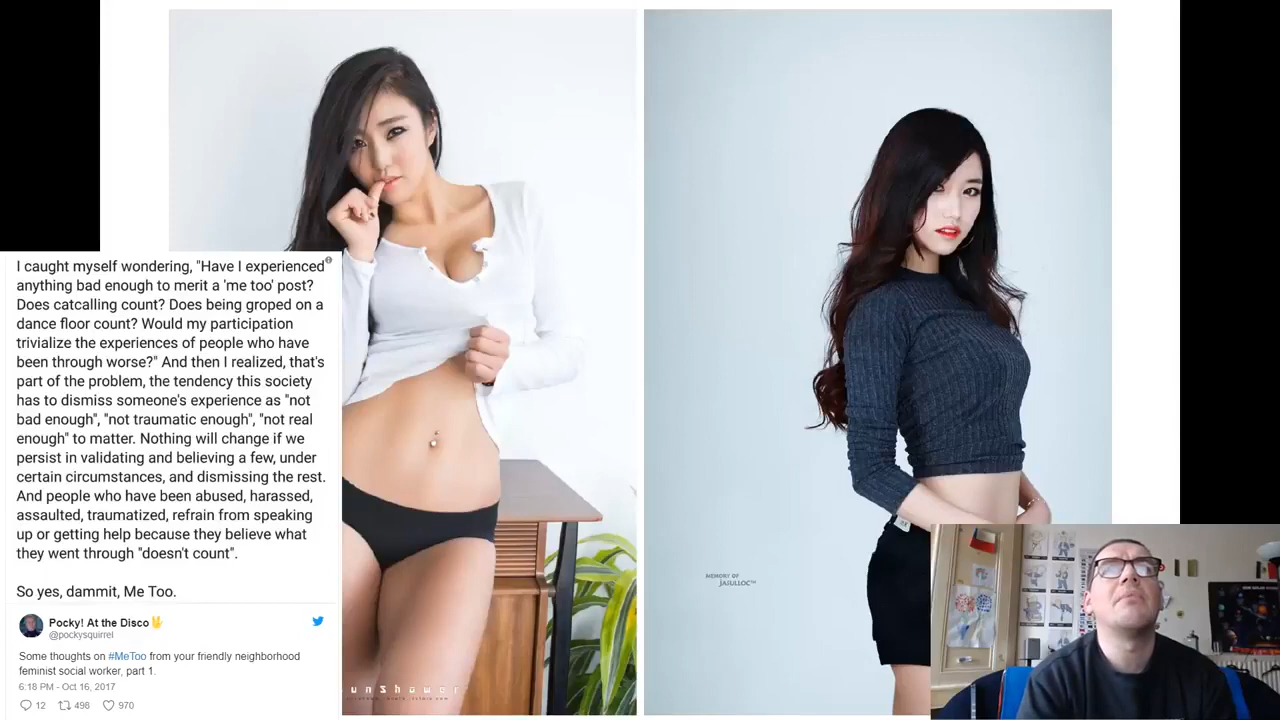 I caught myself wondering, "Have I experienced
anything bad enough to merit a 'me too' post?
Does catcalling count? Does being groped on a
dance floor count? Would my participation
trivialize the experiences of people who have
been through worse?" And then I realized, that's
part of the problem, the tendency this society
has to dismiss someone's experience as "not
bad enough", "not traumatic enough", "not real
enough" to matter. Nothing will change if we
persist in validating and believing a few, under
certain circumstances, and dismissing the rest.
And people who have been abused, harassed,
assaulted, traumatized, refrain from speaking
up or getting help because they believe what
they went through "doesn't count".
So yes, dammit, Me Too.
Pocky! At the Disco
@pockysquirrel
Some thoughts on #MeToo from your friendly neighborhood
feminist social worker, part 1.
6:18 PM - Oct 16, 2017
12 498 970
MEMORY OF
JASULLOC™